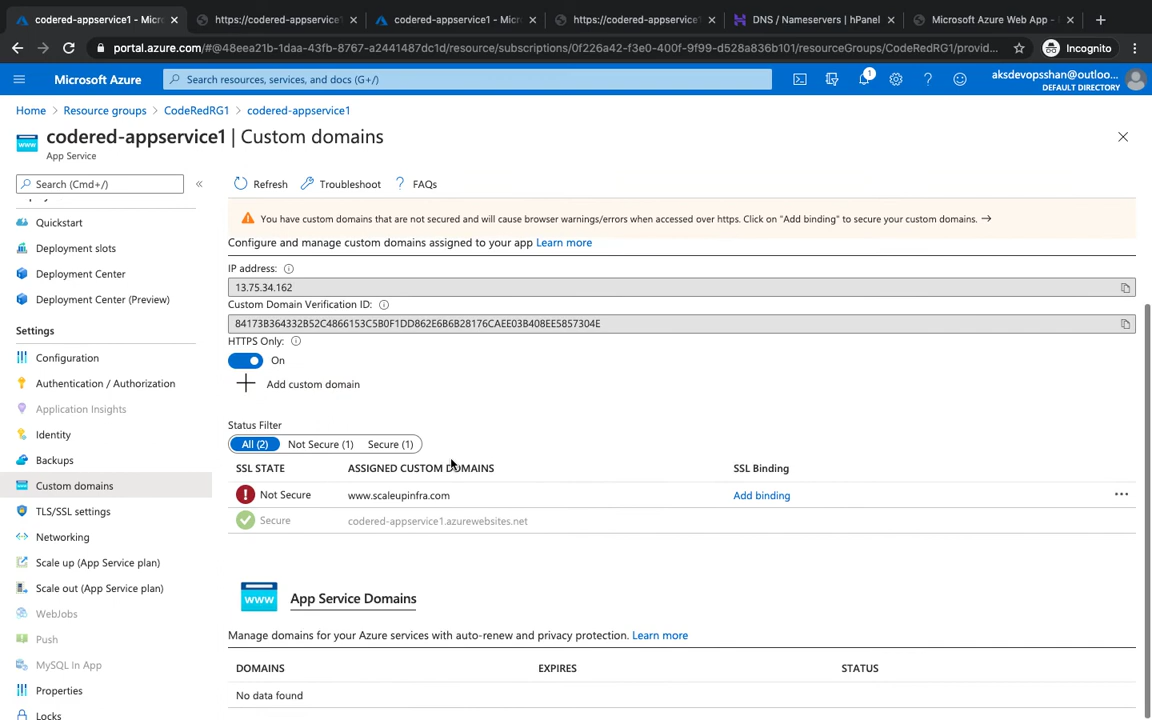 codered-appservice1 - Micro
https://codered-appservice1
codered-appservice1 - Micro
https://codered-appservice1
DNS / Nameservers | hPanel
Microsoft Azure Web App -
portal.azure.com/#@48eea21b-1daa-43fb-8767-a2441487dc1d/resource/subscriptions/0f226a42-f3e0-400f-9f99-d528a836b101/resourceGroups/CodeRedRG1/provid...
Incognito
Microsoft Azure
Search resources, services, and docs (G+/)
1
aksdevopsshan@outloo...
DEFAULT DIRECTORY
Home > Resource groups > CodeRedRG1 > codered-appservice1
codered-appservice1 | Custom domains
App Service
Search (Cmd+/)
Refresh
Troubleshoot
FAQs
Quickstart
Deployment slots
Deployment Center
Deployment Center (Preview)
Settings
Configuration
Authentication / Authorization
Application Insights
Identity
Backups
Custom domains
TLS/SSL settings
Networking
Scale up (App Service plan)
Scale out (App Service plan)
WebJobs
Push
MySQL In App
Properties
Locks
You have custom domains that are not secured and will cause browser warnings/errors when accessed over https. Click on "Add binding" to secure your custom domains. →
Configure and manage custom domains assigned to your app Learn more
IP address:
13.75.34.162
Custom Domain Verification ID:
84173B364332B52C4866153C5B0F1DD862E6B6B28176CAEE03B408EE5857304E
HTTPS Only:
On
Add custom domain
Status Filter
All (2) Not Secure (1) Secure (1)
SSL STATE ASSIGNED CUSTOM DOMAINS SSL Binding
Not Secure www.scaleupinfra.com Add binding
Secure codered-appservice1.azurewebsites.net
www
App Service Domains
Manage domains for your Azure services with auto-renew and privacy protection. Learn more
DOMAINS EXPIRES STATUS
No data found